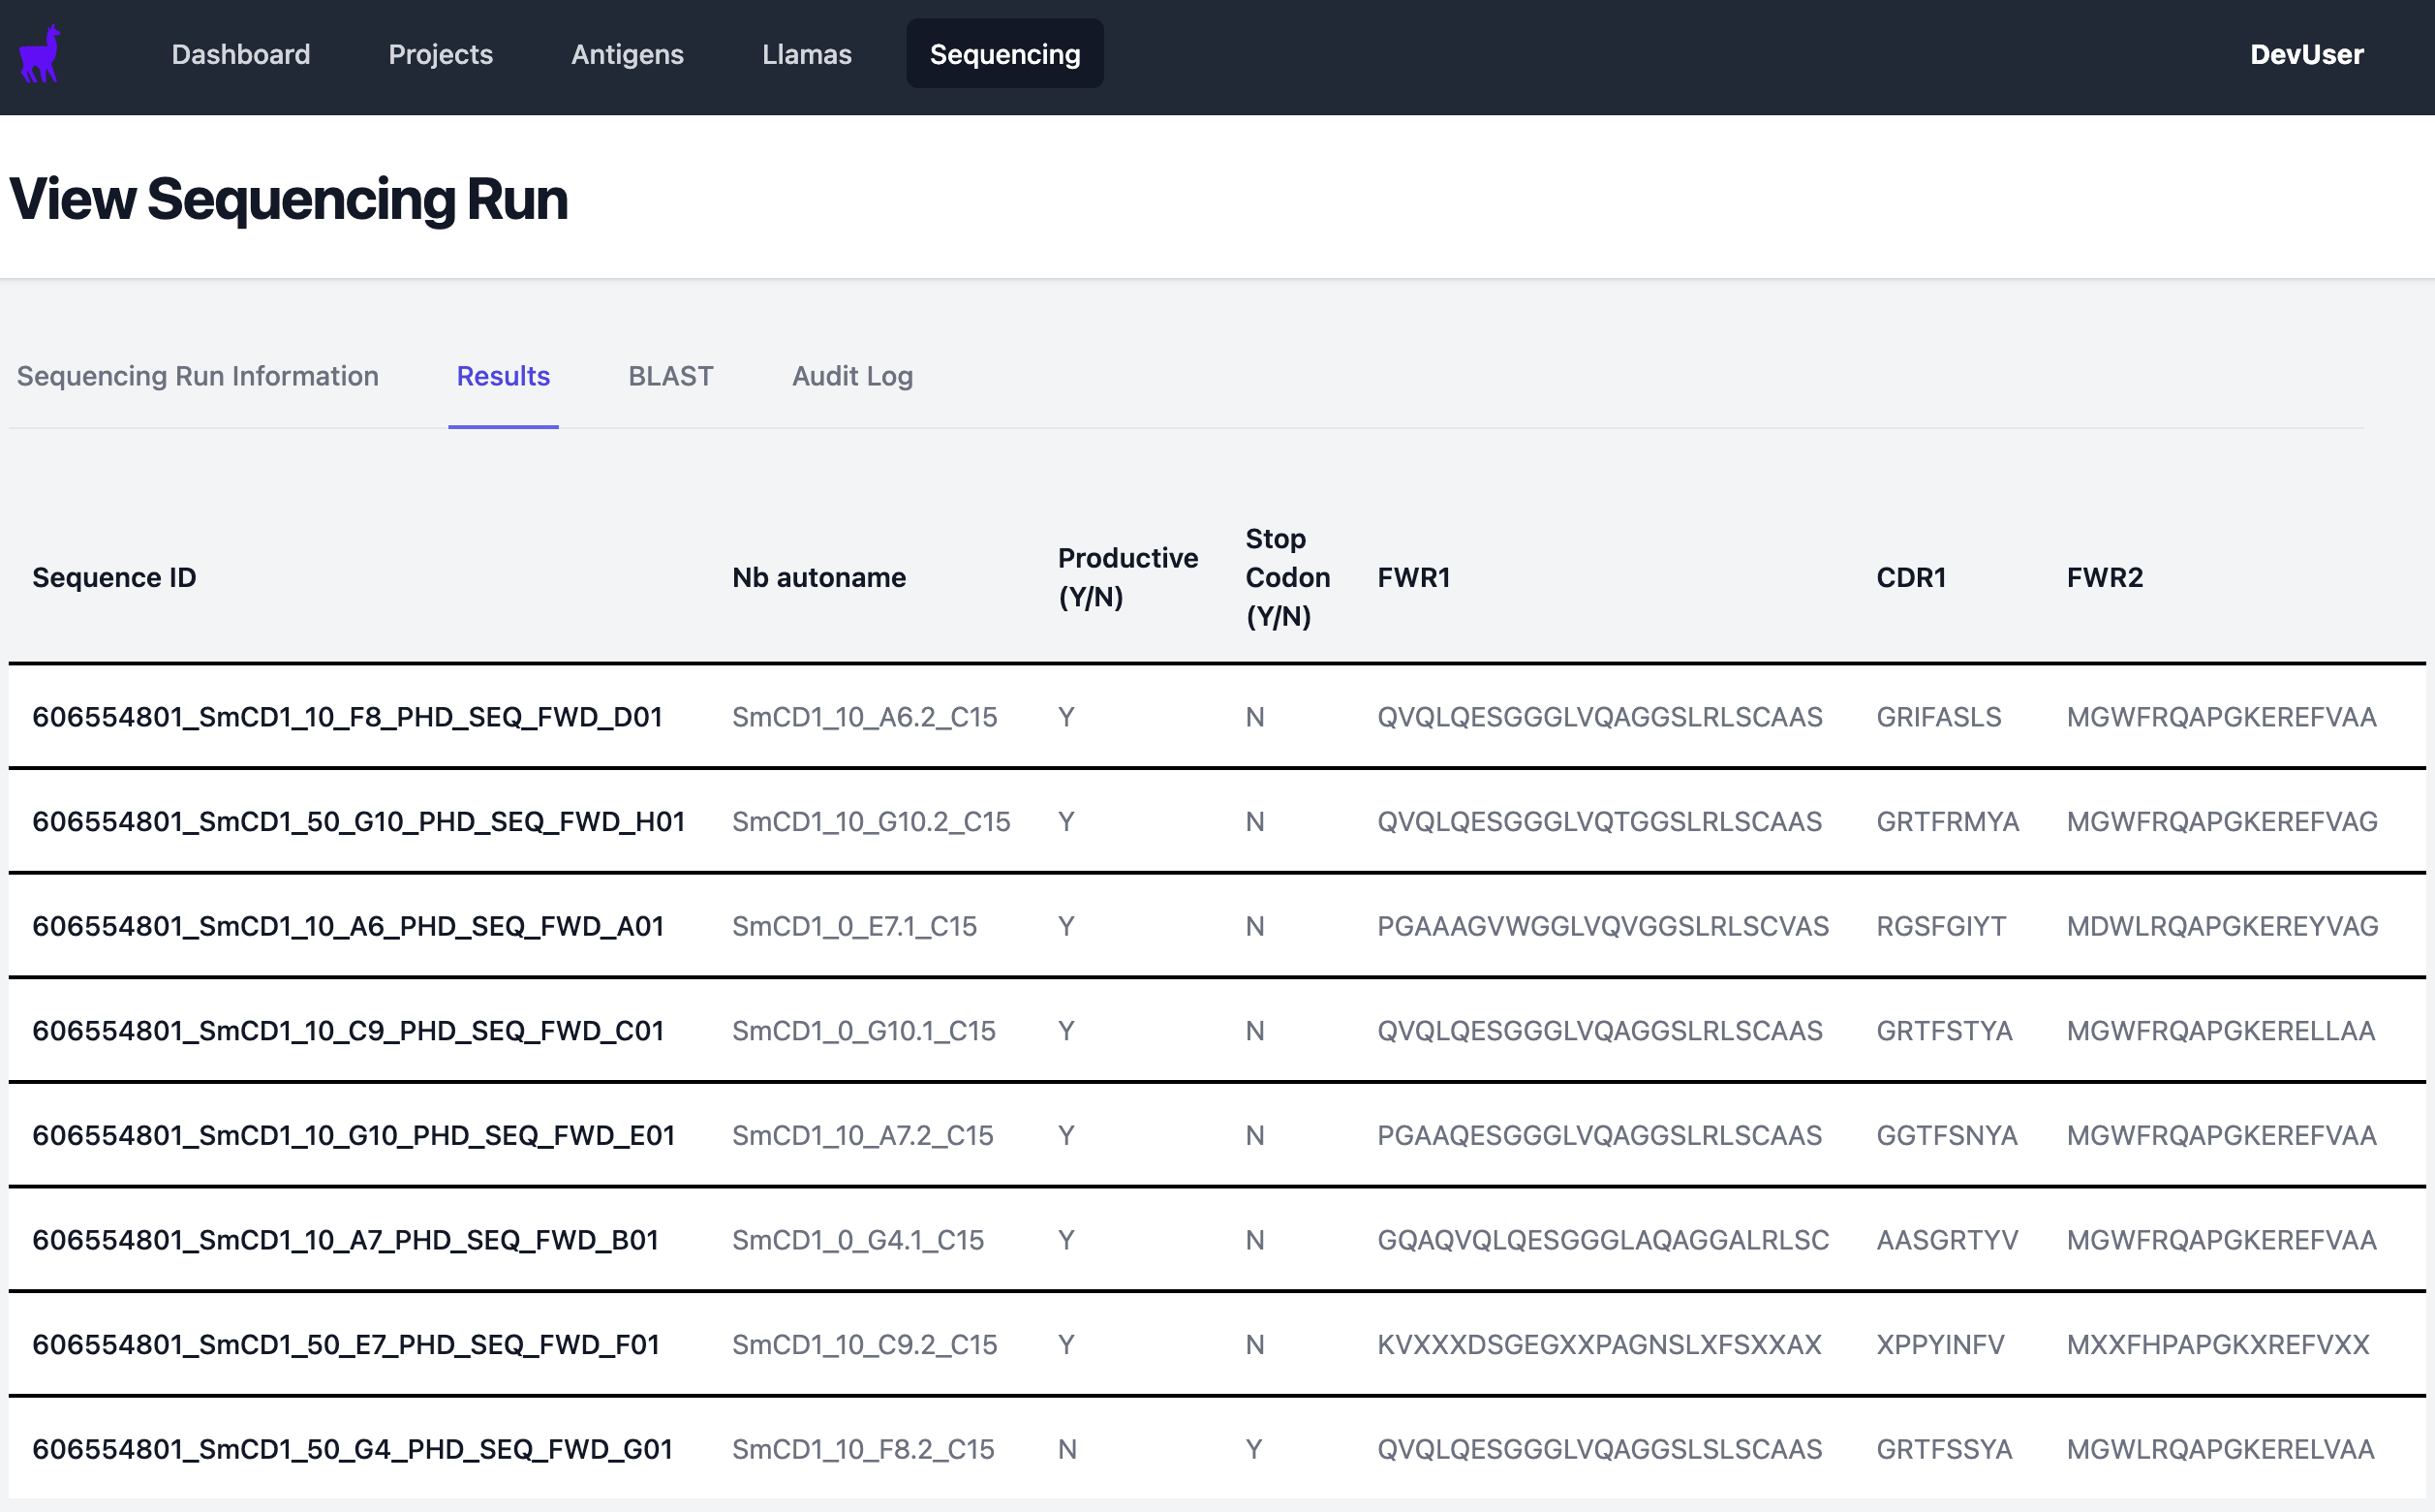 Dashboard Projects Antigens Llamas Sequencing DevUser
View Sequencing Run
Sequencing Run Information Results BLAST Audit Log
Sequence ID Nb autoname Productive (Y/N) Stop Codon (Y/N) FWR1 CDR1 FWR2
606554801_SmCD1_10_F8_PHD_SEQ_FWD_D01 SmCD1_10_A6.2_C15 Y N QVQLQESGGGLVQAGGSLRLSCAAS GRIFASLS MGWFRQAPGKEREFVAA
606554801_SmCD1_50_G10_PHD_SEQ_FWD_H01 SmCD1_10_G10.2_C15 Y N QVQLQESGGGLVQTGGSLRLSCAAS GRTFRMYA MGWFRQAPGKEREFVAG
606554801_SmCD1_10_A6_PHD_SEQ_FWD_A01 SmCD1_0_E7.1_C15 Y N PGAAAGVWGGLVQVGGSLRLSCVAS RGSFGIYT MDWLRQAPGKEREYVAG
606554801_SmCD1_10_C9_PHD_SEQ_FWD_C01 SmCD1_0_G10.1_C15 Y N QVQLQESGGGLVQAGGSLRLSCAAS GRTFSTYA MGWFRQAPGKERELLAA
606554801_SmCD1_10_G10_PHD_SEQ_FWD_E01 SmCD1_10_A7.2_C15 Y N PGAAQESGGGLVQAGGSLRLSCAAS GGTFSNYA MGWFRQAPGKEREFVAA
606554801_SmCD1_10_A7_PHD_SEQ_FWD_B01 SmCD1_0_G4.1_C15 Y N GQAQVQLQESGGGLAQAGGALRLSC AASGRTYV MGWFRQAPGKEREFVAA
606554801_SmCD1_50_E7_PHD_SEQ_FWD_F01 SmCD1_10_C9.2_C15 Y N KVXXXDSGEGXXPAGNSLXFSXXAX XPPYINFV MXXFHPAPGKXREFVXX
606554801_SmCD1_50_G4_PHD_SEQ_FWD_G01 SmCD1_10_F8.2_C15 N Y QVQLQESGGGLVQAGGSLSLSCAAS GRTFSSYA MGWLRQAPGKERELVAA